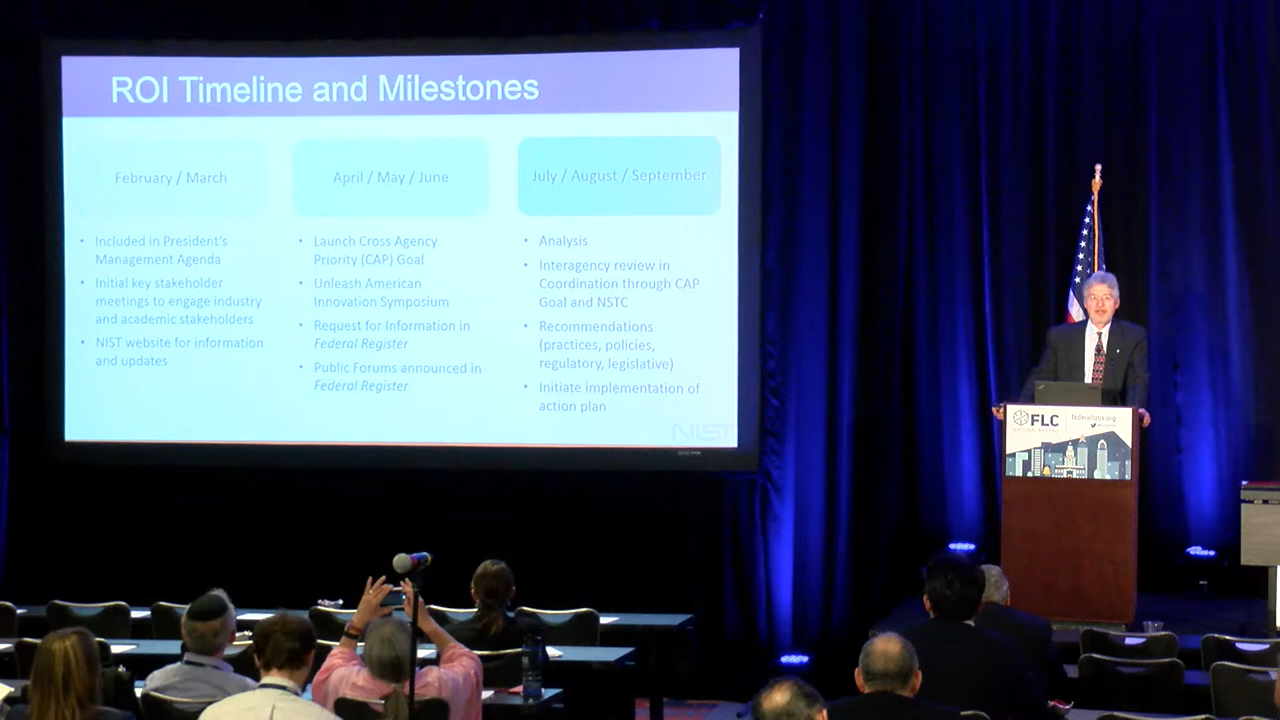 ROI Timeline and Milestones
February / March
• Included in President's
Management Agenda
• Initial key stakeholder
meetings to engage industry
and academic stakeholders
• NIST website for information
and updates
April / May / June
• Launch Cross Agency
Priority (CAP) Goal
• Unleash American
Innovation Symposium
• Request for Information in
Federal Register
• Public Forums announced in
Federal Register
July / August / September
• Analysis
• Interagency review in
Coordination through CAP
Goal and NSTC
• Recommendations
(practices, policies,
regulatory, legislative)
• Initiate implementation of
action plan
NIST
FLC
NATIONAL MEETING
federallabs.org